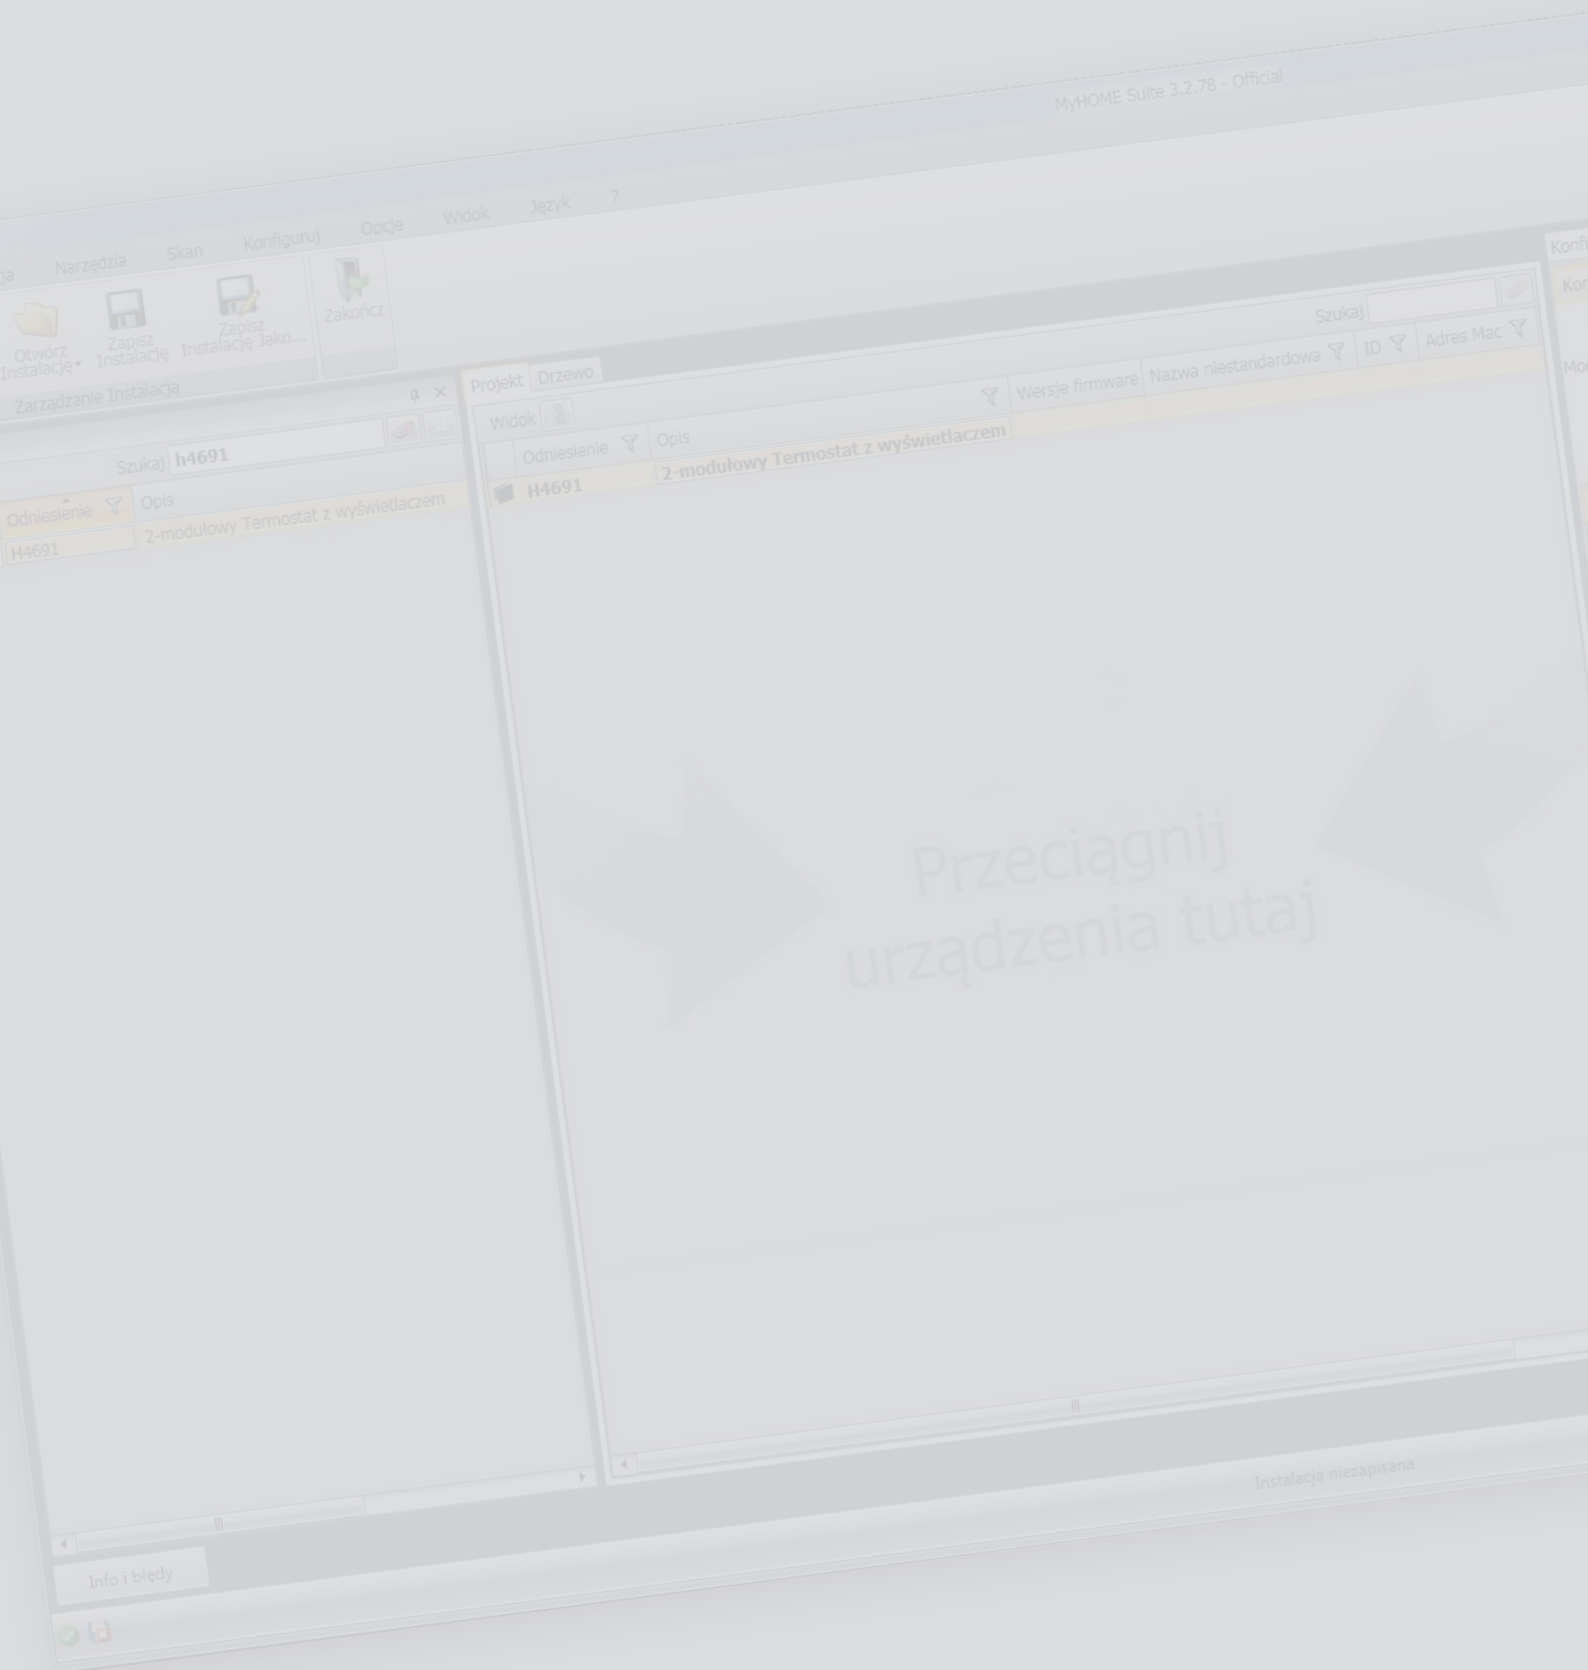 MyHOME Suite 3.2.78 - Official
Narzędzia Skan Konfiguruj Opcje Widok Język ?
Otwórz
Instalację
Zapisz
Instalację
Zapisz
Instalację Jako...
Zakończ
Zarządzanie Instalacją
Szukaj h4691
Odniesienie Opis
H4691 2-modułowy Termostat z wyświetlaczem
Projekt Drzewo
Szukaj
Widok
Odniesienie Opis Wersje firmware Nazwa niestandardowa ID Adres Mac
H4691 2-modułowy Termostat z wyświetlaczem
Przeciągnij
urządzenia tutaj
Instalacja niezapisana
Info i błędy